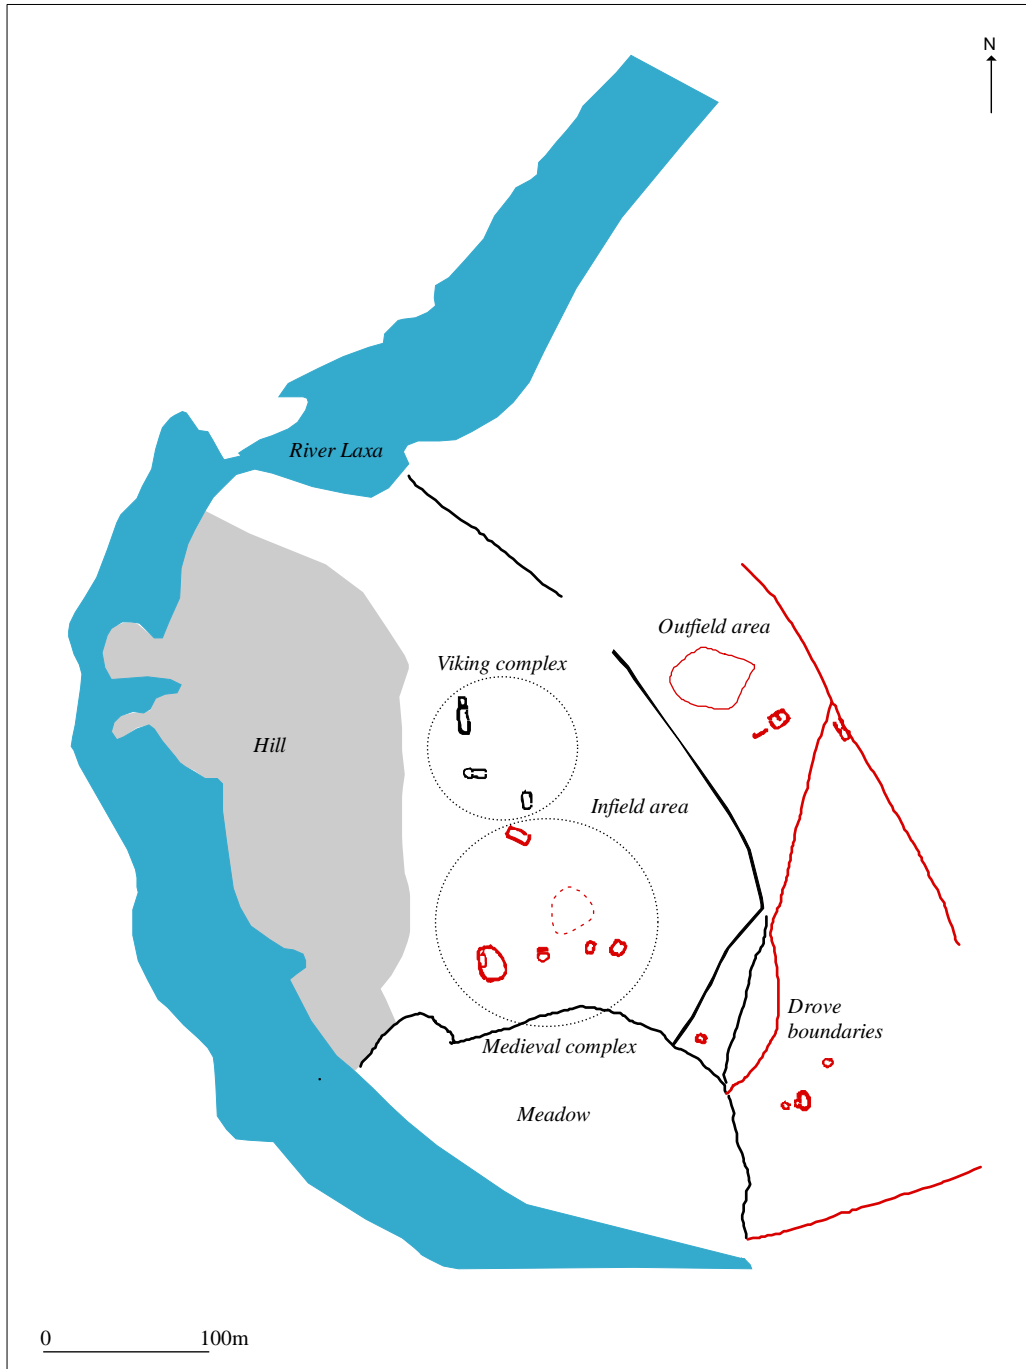 N
River Laxa
Outfield area
Viking complex
Hill
Infield area
Drove
boundaries
Medieval complex
Meadow
0 100m